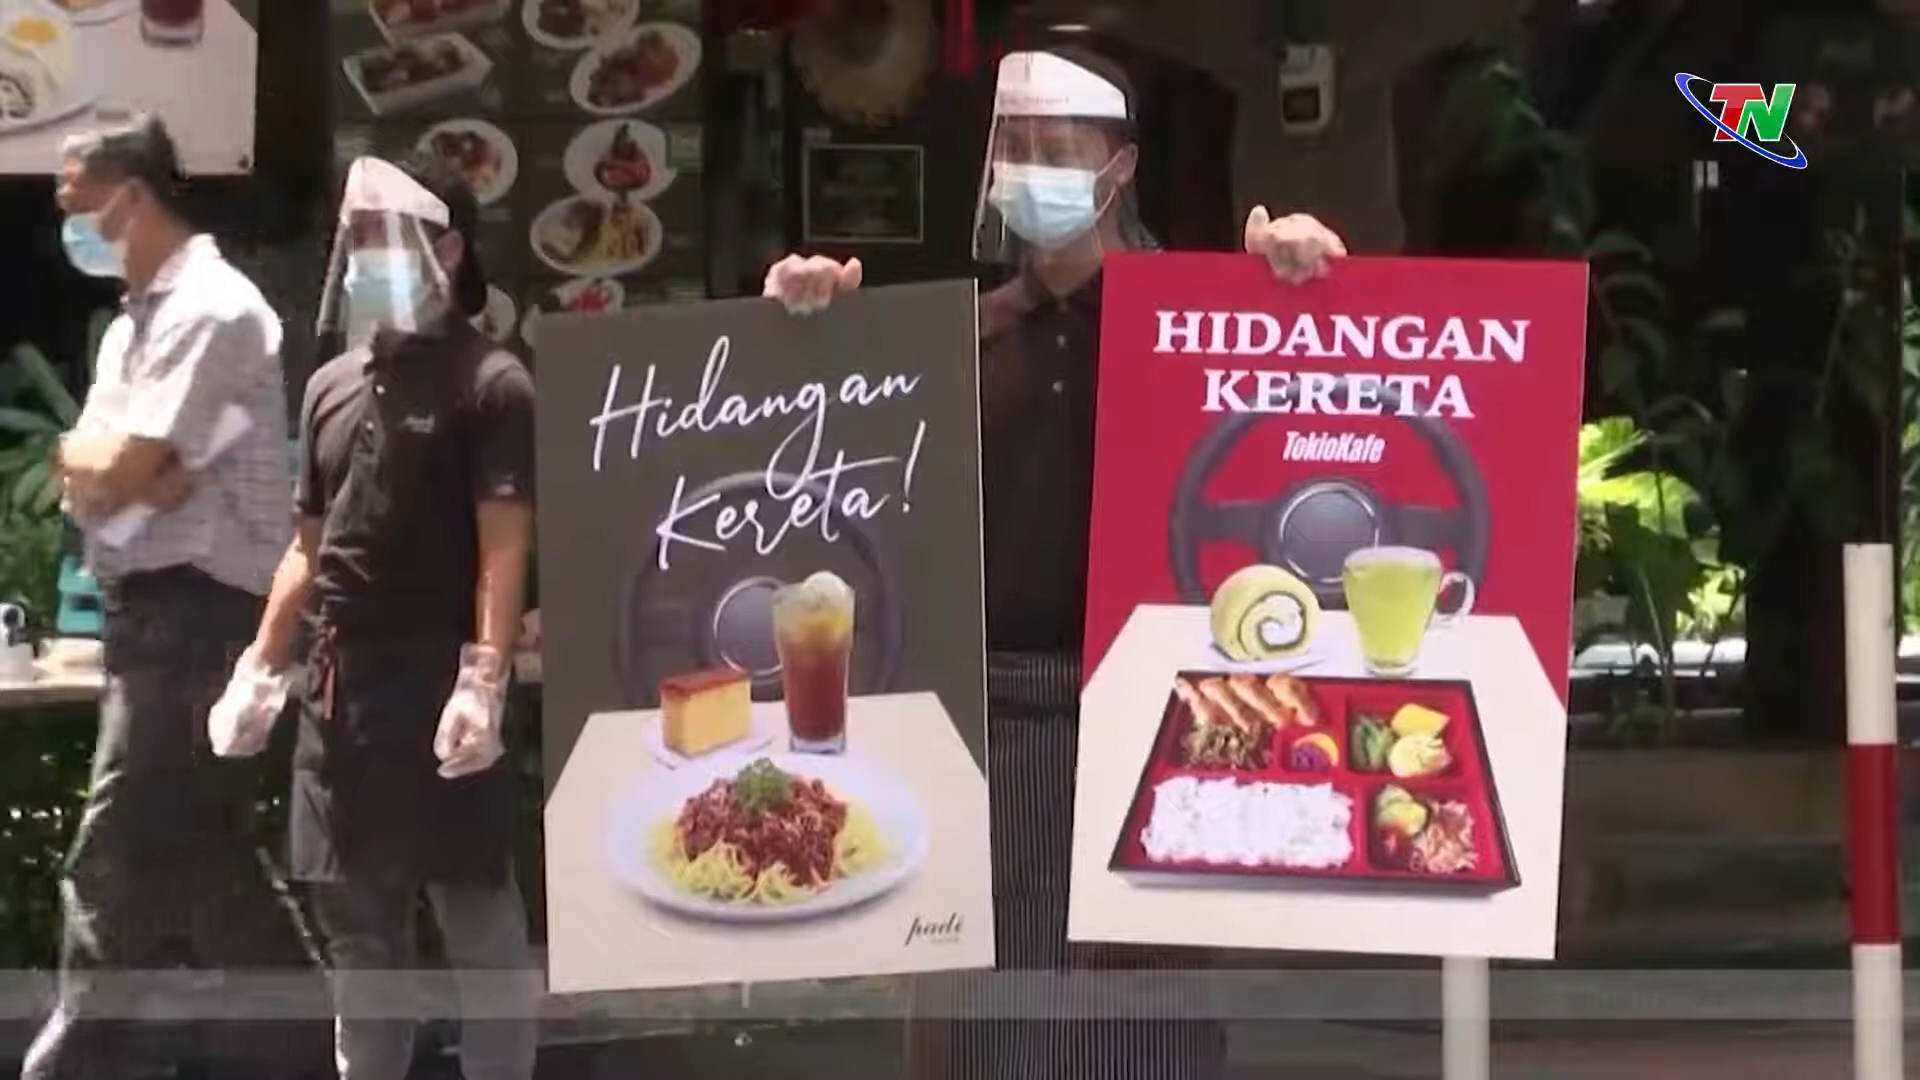 TN
Hidangan
Kereta!
padi
HIDANGAN
KERETA
TokioKafe